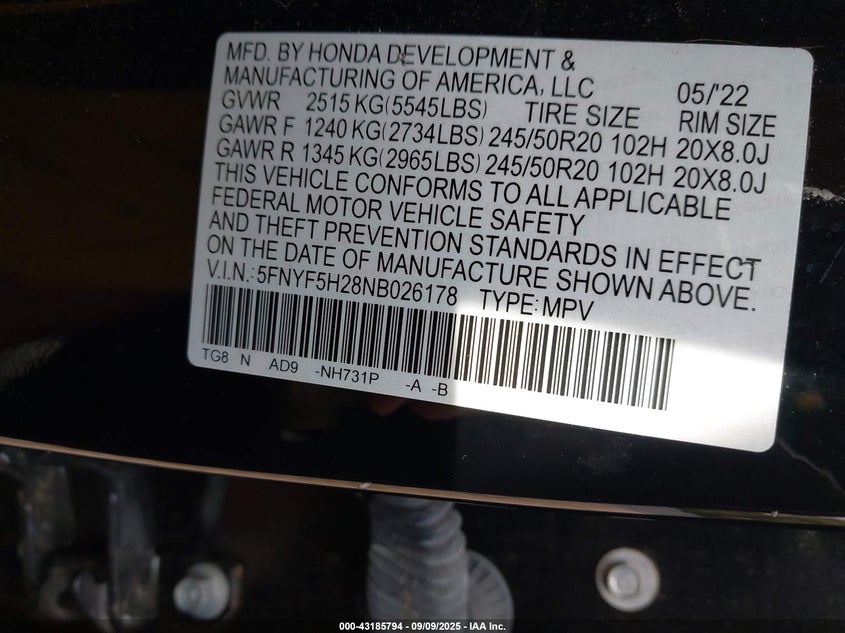 MFD. BY HONDA DEVELOPMENT &
MANUFACTURING OF AMERICA, LLC 05/'22
GVWR 2515 KG(5545LBS) TIRE SIZE RIM SIZE
GAWR F 1240 KG(2734LBS) 245/50R20 102H 20X8.0J
GAWR R 1345 KG(2965LBS) 245/50R20 102H 20X8.0J
THIS VEHICLE CONFORMS TO ALL APPLICABLE
FEDERAL MOTOR VEHICLE SAFETY
AND THEFT PREVENTION STANDARDS IN EFFECT
ON THE DATE OF MANUFACTURE SHOWN ABOVE.
V.I.N.:5FNYF5H28NB026178 TYPE:MPV
TG8 N AD9 -NH731P -A -B
000-43185794 - 09/09/2025 - IAA Inc.